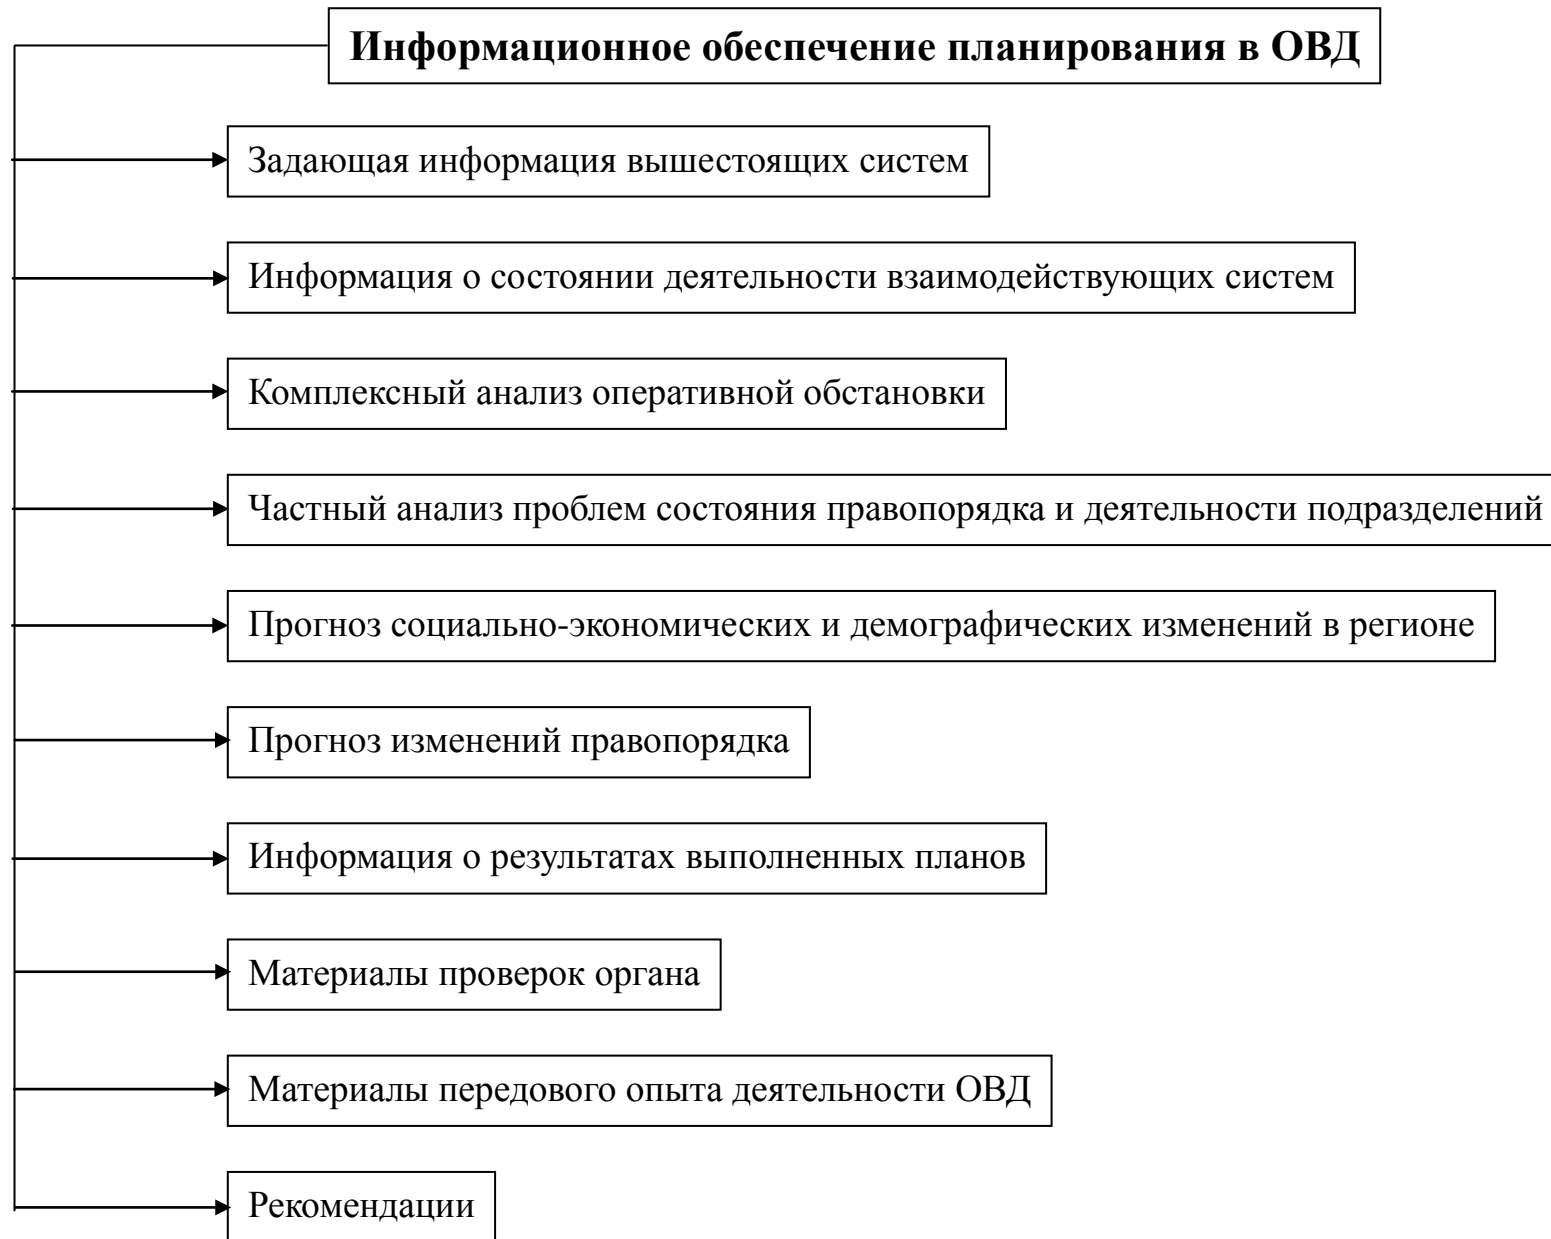 Информационное обеспечение планирования в ОВД
Задающая информация вышестоящих систем
Информация о состоянии деятельности взаимодействующих систем
Комплексный анализ оперативной обстановки
Частный анализ проблем состояния правопорядка и деятельности подразделений
Прогноз социально-экономических и демографических изменений в регионе
Прогноз изменений правопорядка
Информация о результатах выполненных планов
Материалы проверок органа
Материалы передового опыта деятельности ОВД
Рекомендации